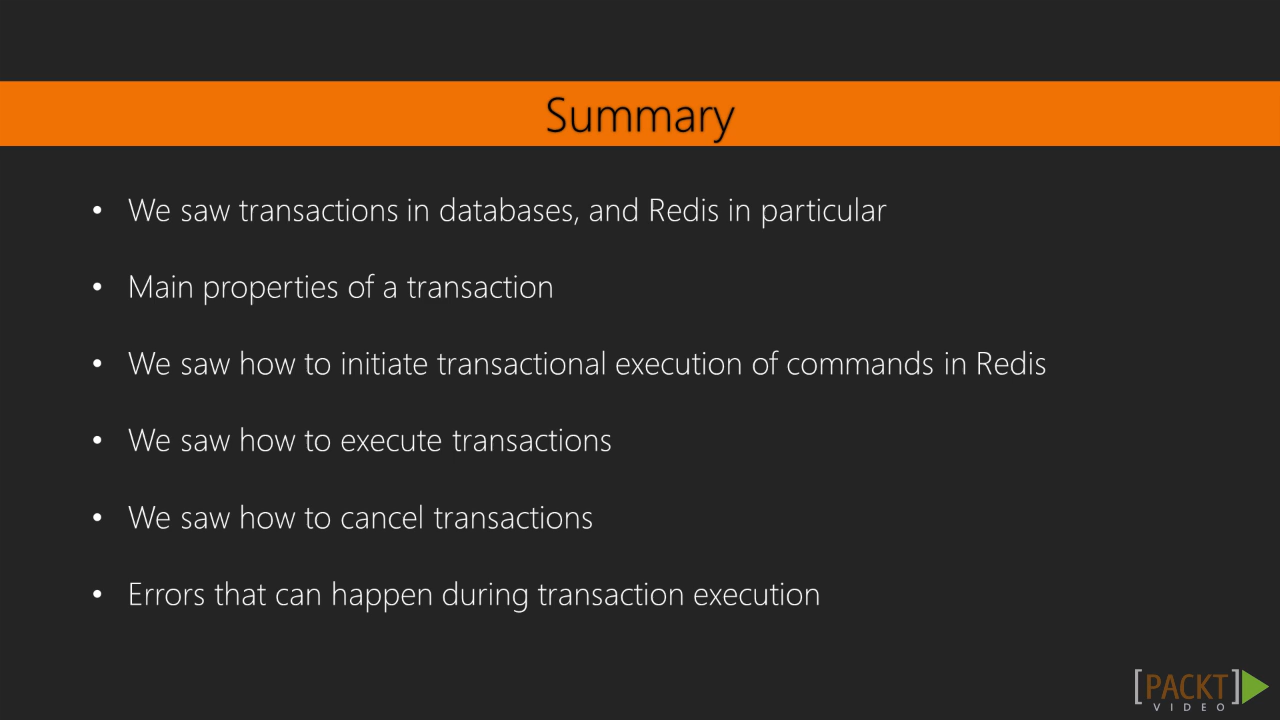 Summary
• We saw transactions in databases, and Redis in particular
• Main properties of a transaction
• We saw how to initiate transactional execution of commands in Redis
• We saw how to execute transactions
• We saw how to cancel transactions
• Errors that can happen during transaction execution
[PACKT]
VIDEO